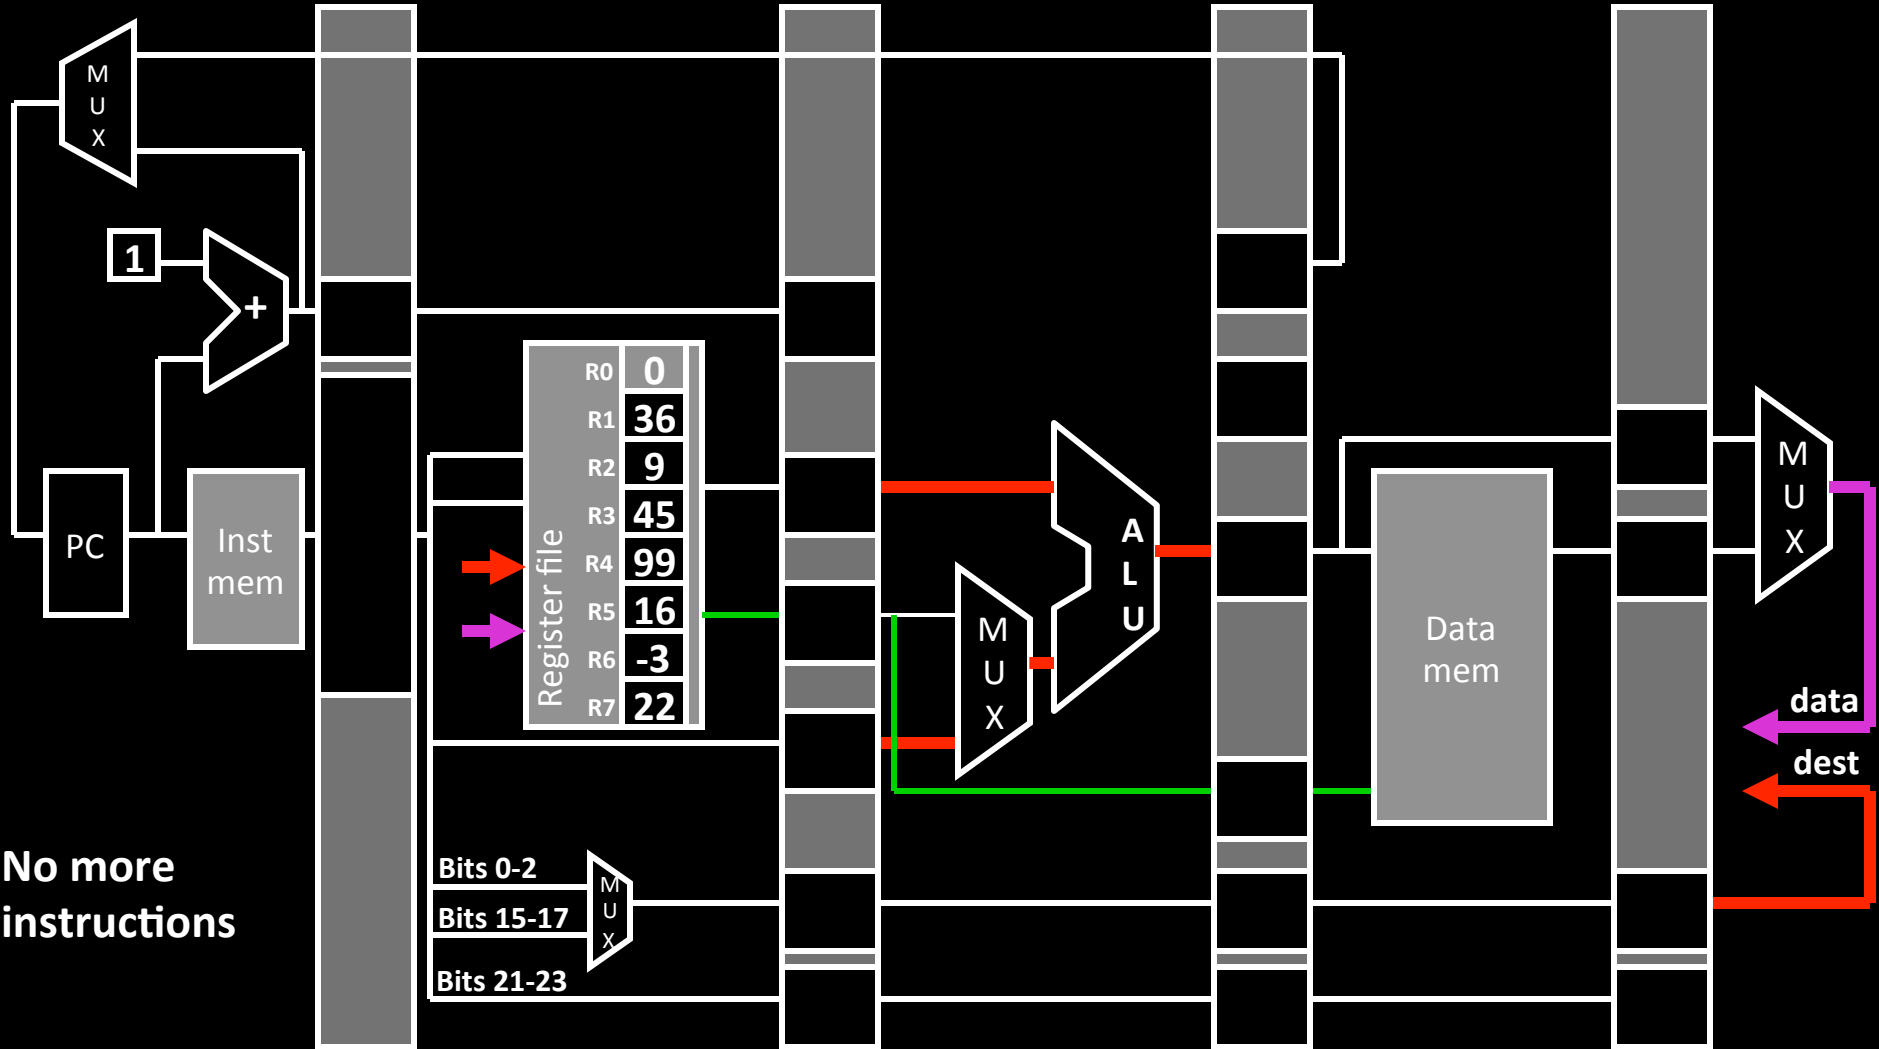 M
U
X
1
+
PC
Inst
mem
No more
instructions
Register file
R0 0
R1 36
R2 9
R3 45
R4 99
R5 16
R6 -3
R7 22
Bits 0-2
Bits 15-17
Bits 21-23
M
U
X
M
U
X
A
L
U
Data
mem
M
U
X
data
dest